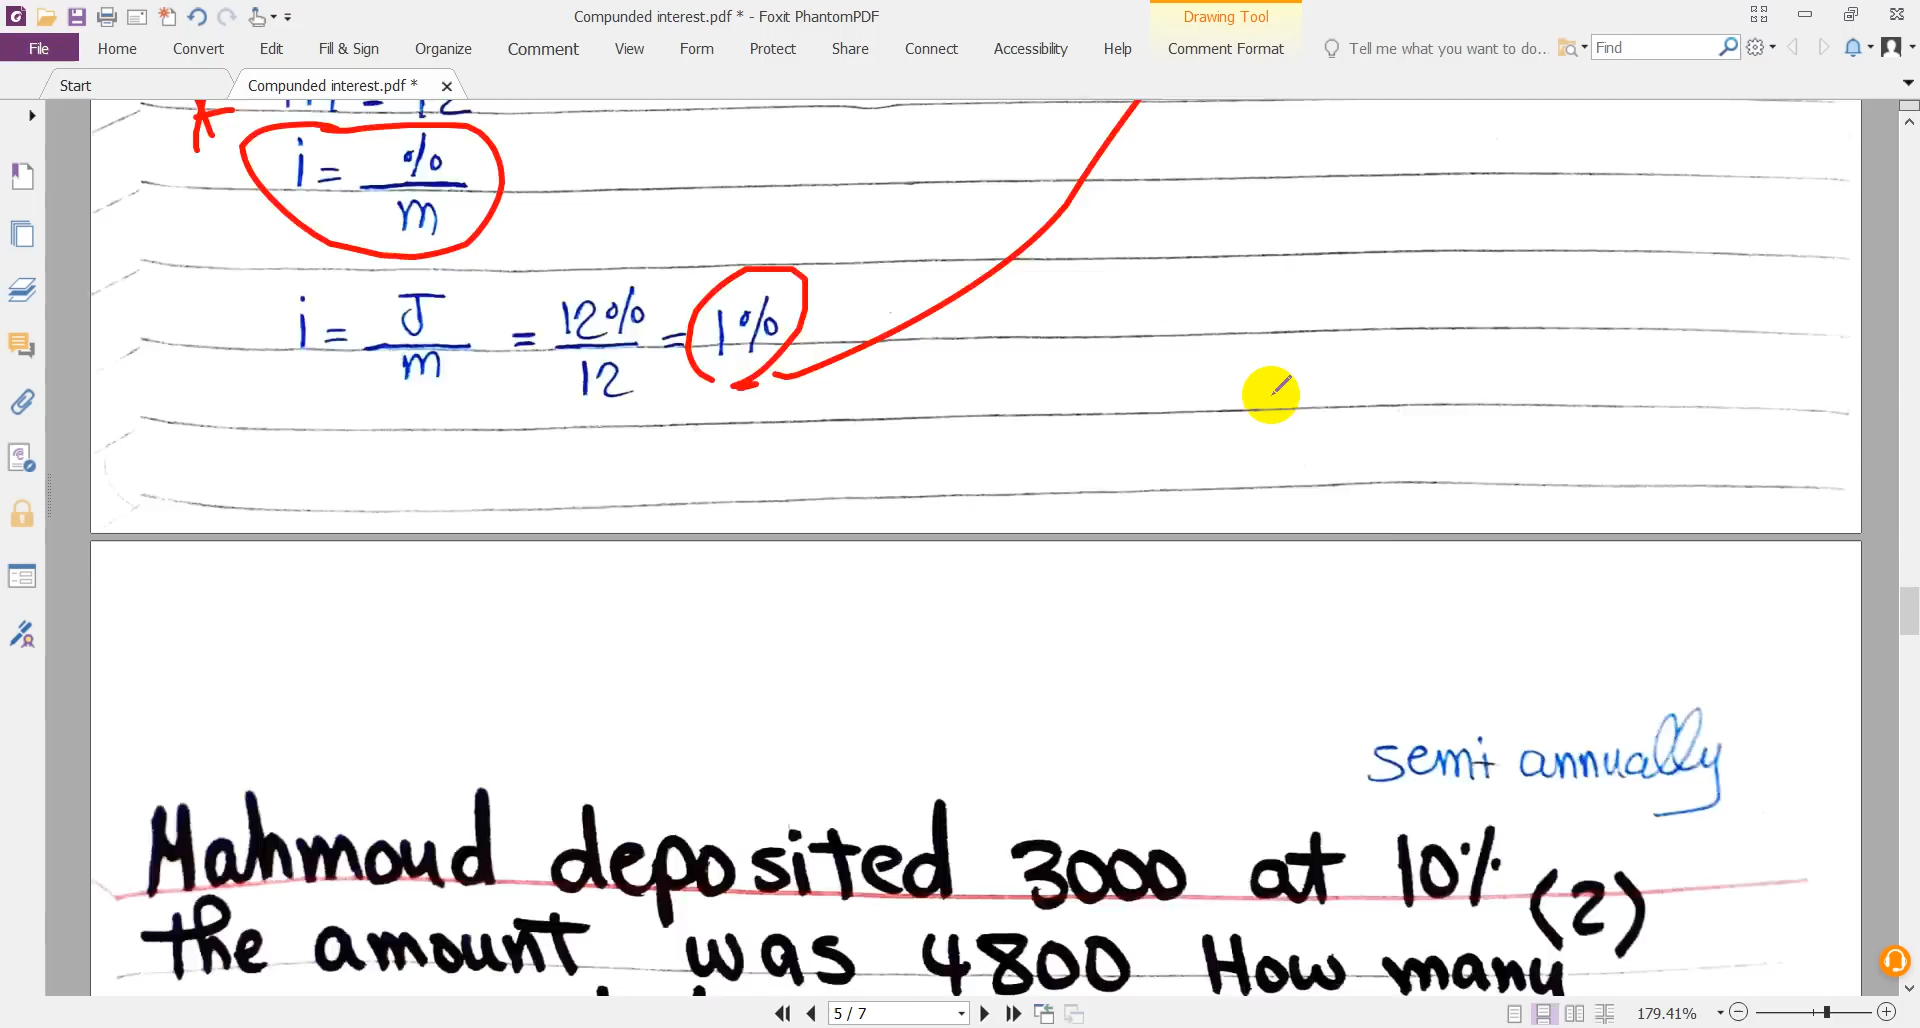 Compunded interest.pdf * - Foxit PhantomPDF
Drawing Tool
File Home Convert Edit Fill & Sign Organize Comment View Form Protect Share Connect Accessibility Help Comment Format Tell me what you want to do... Find
Start Compunded interest.pdf *
i = % / m
i = J / m = 12% / 12 = 1%
semi annually
Mahmoud deposited 3000 at 10% (2)
the amount was 4800 How many
5 / 7
179.41%